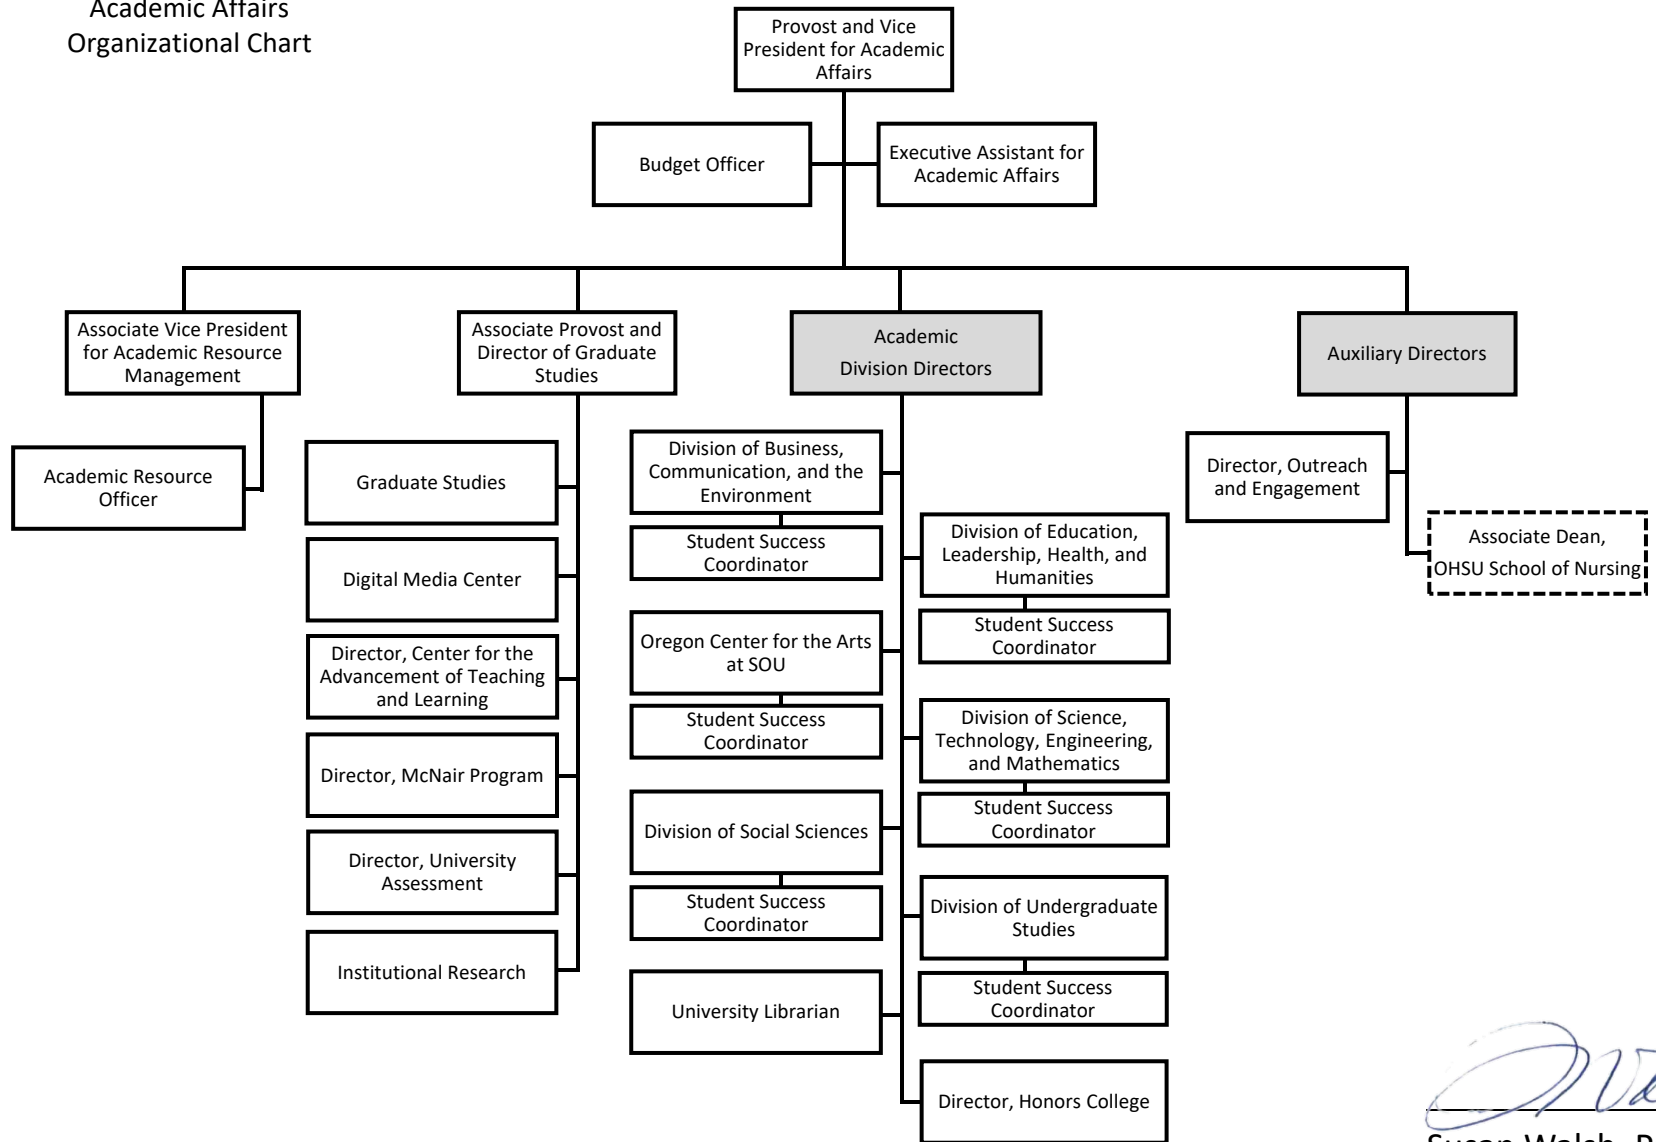 Academic Affairs
Organizational Chart
Provost and Vice
President for Academic
Affairs
Budget Officer
Executive Assistant for
Academic Affairs
Associate Vice President
for Academic Resource
Management
Academic Resource
Officer
Associate Provost and
Director of Graduate
Studies
Graduate Studies
Digital Media Center
Director, Center for the
Advancement of Teaching
and Learning
Director, McNair Program
Director, University
Assessment
Institutional Research
Academic
Division Directors
Division of Business,
Communication, and the
Environment
Student Success
Coordinator
Division of Education,
Leadership, Health, and
Humanities
Student Success
Coordinator
Oregon Center for the Arts
at SOU
Student Success
Coordinator
Division of Science,
Technology, Engineering,
and Mathematics
Student Success
Coordinator
Division of Social Sciences
Student Success
Coordinator
Division of Undergraduate
Studies
Student Success
Coordinator
University Librarian
Director, Honors College
Auxiliary Directors
Director, Outreach
and Engagement
Associate Dean,
OHSU School of Nursing
Susan Walsh